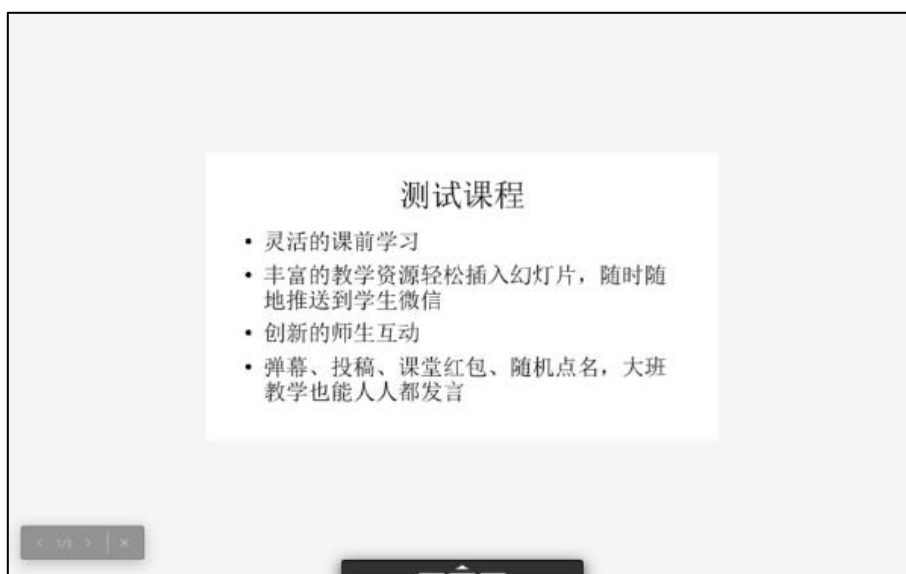 测试课程
• 灵活的课前学习
• 丰富的教学资源轻松插入幻灯片，随时随
地推送到学生微信
• 创新的师生互动
• 弹幕、投稿、课堂红包、随机点名，大班
教学也能人人都发言
< 1/3 > | ×